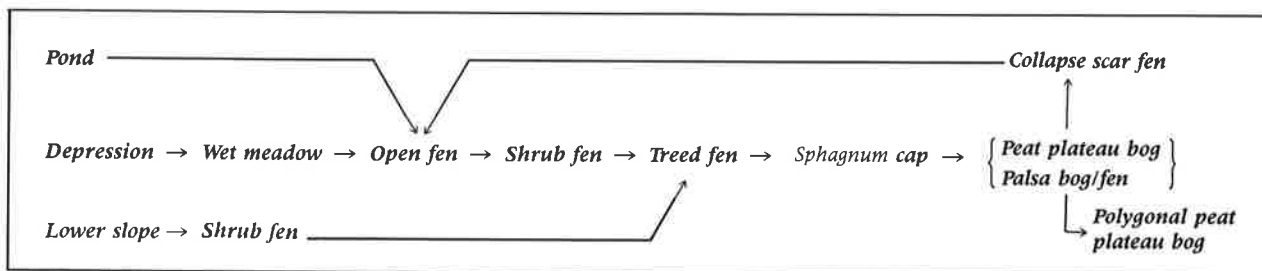 Pond Collapse scar fen
Depression → Wet meadow → Open fen → Shrub fen → Treed fen → Sphagnum cap → { Peat plateau bog }
{ Palsa bog/fen }
Lower slope → Shrub fen Polygonal peat
plateau bog